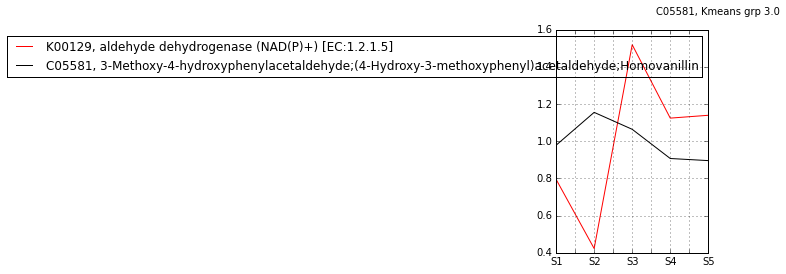 C05581, Kmeans grp 3.0
K00129, aldehyde dehydrogenase (NAD(P)+) [EC:1.2.1.5]
C05581, 3-Methoxy-4-hydroxyphenylacetaldehyde;(4-Hydroxy-3-methoxyphenyl)acetaldehyde;Homovanillin
1.6
1.4
1.2
1.0
0.8
0.6
0.4
S1 S2 S3 S4 S5